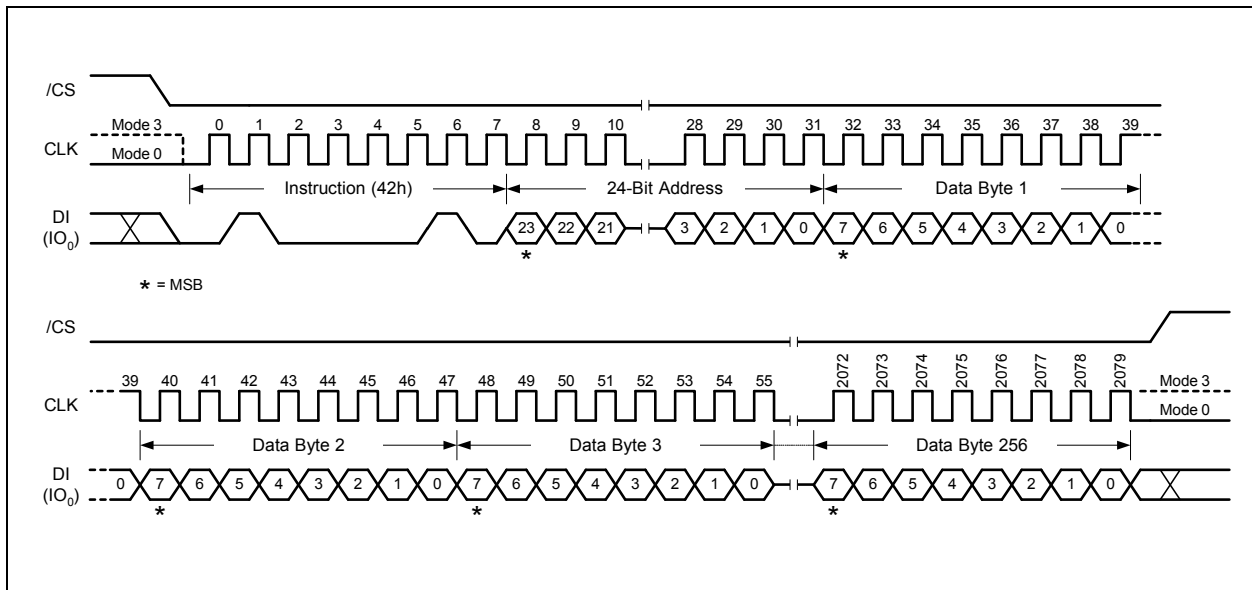 /CS
Mode 3
0 1 2 3 4 5 6 7 8 9 10 28 29 30 31 32 33 34 35 36 37 38 39
CLK
Mode 0
Instruction (42h) 24-Bit Address Data Byte 1
DI
(IO0)
23 22 21 3 2 1 0 7 6 5 4 3 2 1 0
* *
* = MSB
/CS
39 40 41 42 43 44 45 46 47 48 49 50 51 52 53 54 55 2072 2073 2074 2075 2076 2077 2078 2079
Mode 3
CLK
Mode 0
Data Byte 2 Data Byte 3 Data Byte 256
DI
(IO0)
0 7 6 5 4 3 2 1 0 7 6 5 4 3 2 1 0 7 6 5 4 3 2 1 0
* * *